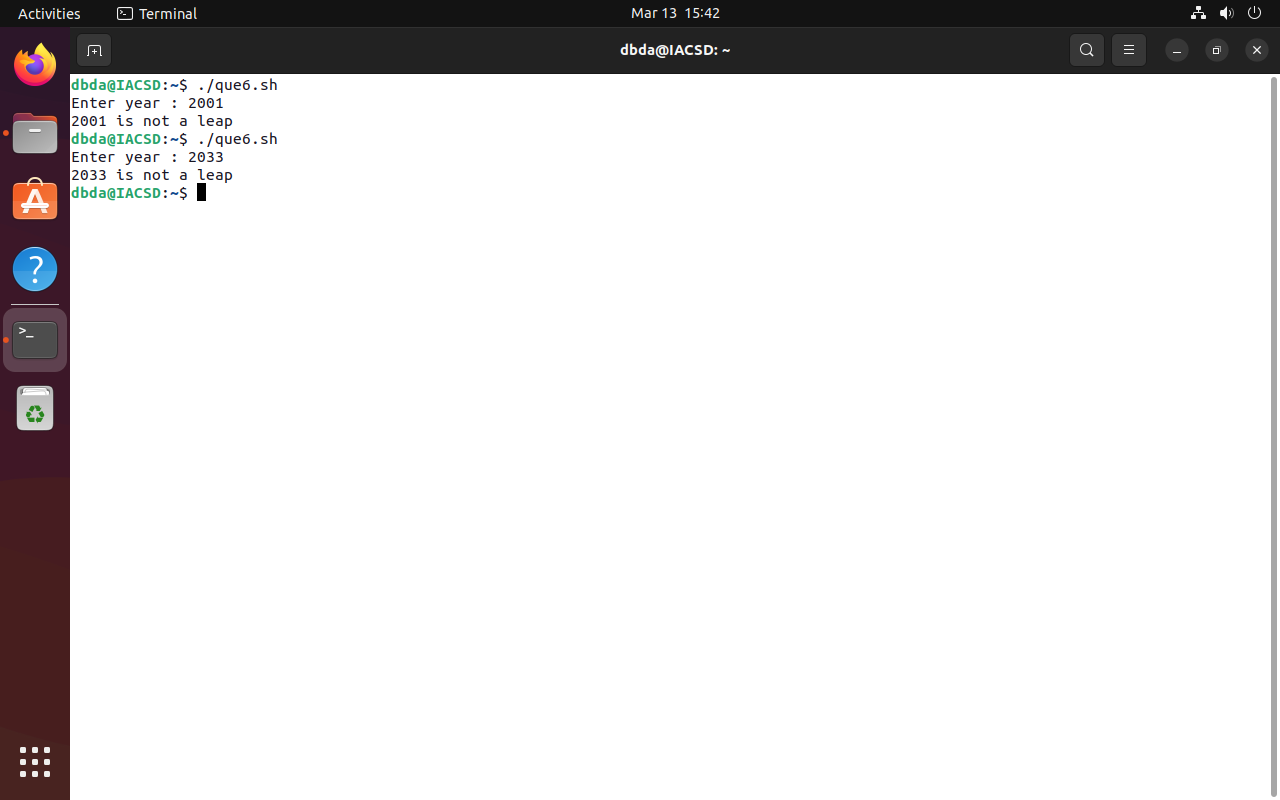 Activities
Terminal
Mar 13 15:42
dbda@IACSD: ~
dbda@IACSD:~$ ./que6.sh
Enter year : 2001
2001 is not a leap
dbda@IACSD:~$ ./que6.sh
Enter year : 2033
2033 is not a leap
dbda@IACSD:~$